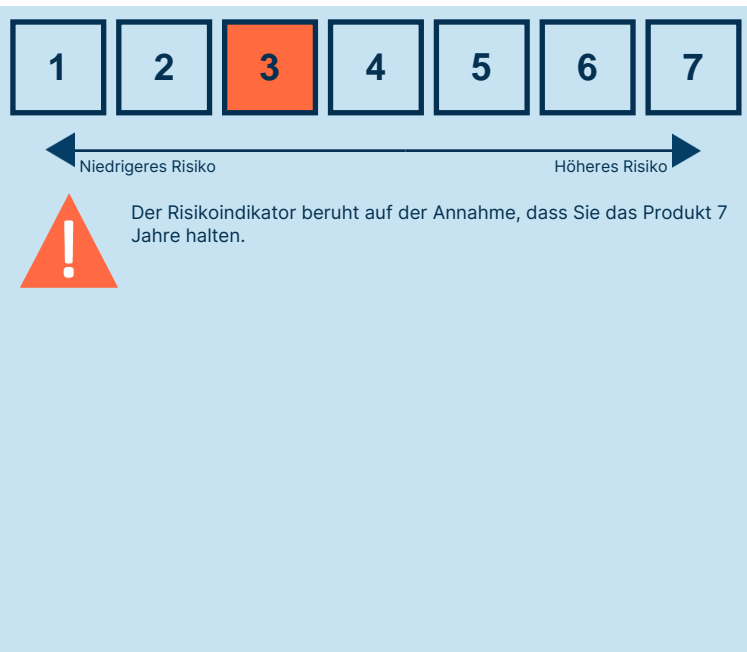 1 2 3 4 5 6 7
Niedrigeres Risiko Höheres Risiko
! Der Risikoindikator beruht auf der Annahme, dass Sie das Produkt 7
Jahre halten.